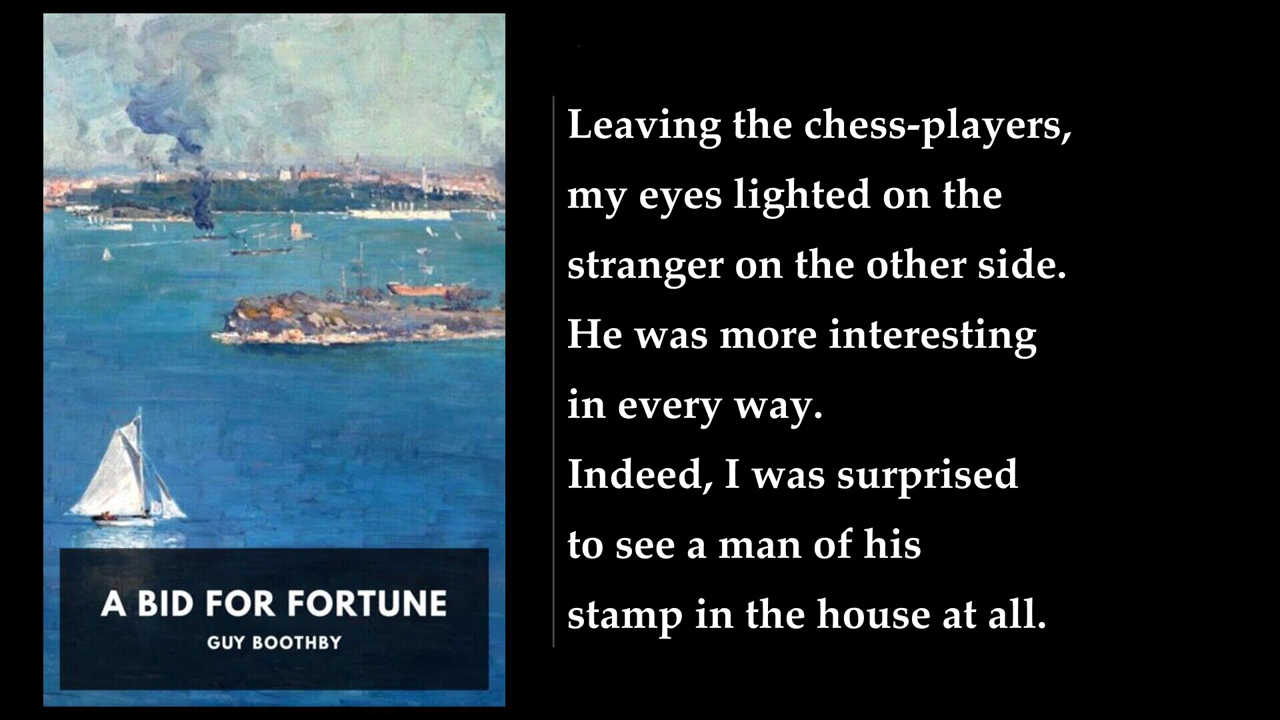 Leaving the chess-players,
my eyes lighted on the
stranger on the other side.
He was more interesting
in every way.
Indeed, I was surprised
to see a man of his
stamp in the house at all.
A BID FOR FORTUNE
GUY BOOTHBY